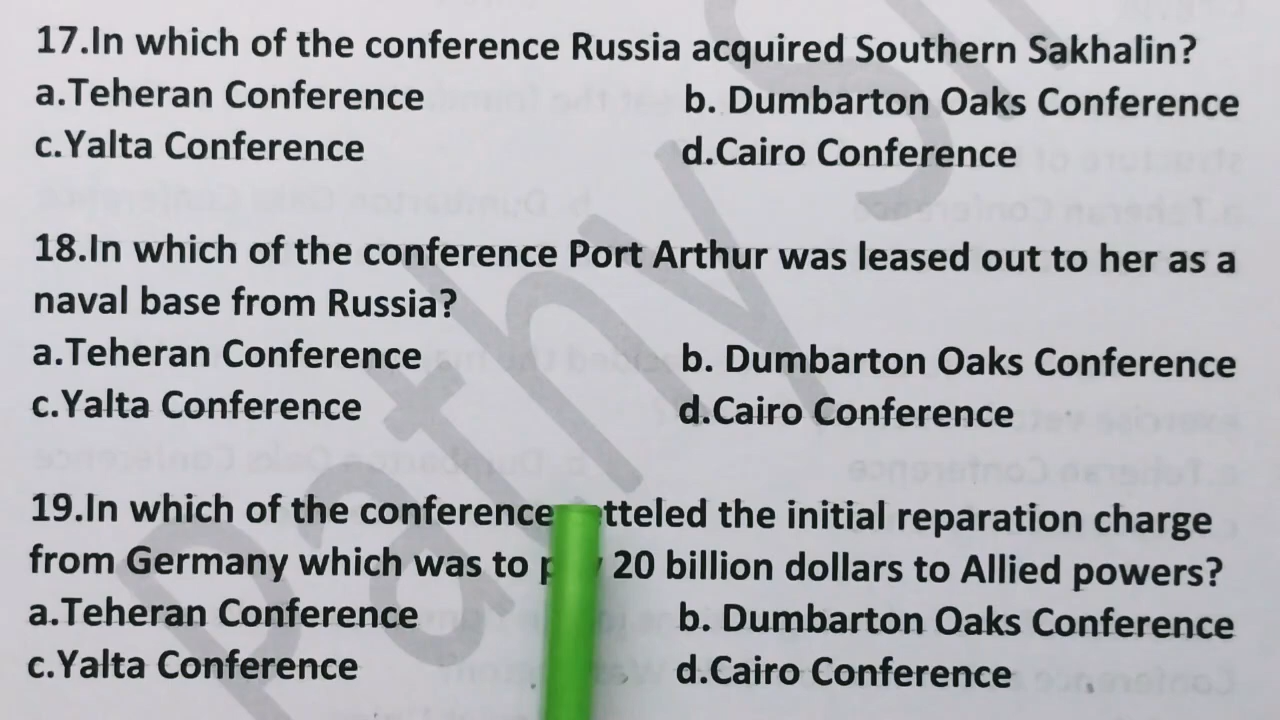 17.In which of the conference Russia acquired Southern Sakhalin?
a.Teheran Conference b. Dumbarton Oaks Conference
c.Yalta Conference d.Cairo Conference
18.In which of the conference Port Arthur was leased out to her as a
naval base from Russia?
a.Teheran Conference b. Dumbarton Oaks Conference
c.Yalta Conference d.Cairo Conference
19.In which of the conference the initial reparation charge
from Germany which was to 20 billion dollars to Allied powers?
a.Teheran Conference b. Dumbarton Oaks Conference
c.Yalta Conference d.Cairo Conference